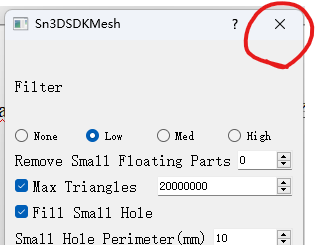 Sn3DSDKMesh ?
Filter
None Low Med High
Remove Small Floating Parts 0
Max Triangles 20000000
Fill Small Hole
Small Hole Perimeter(mm) 10